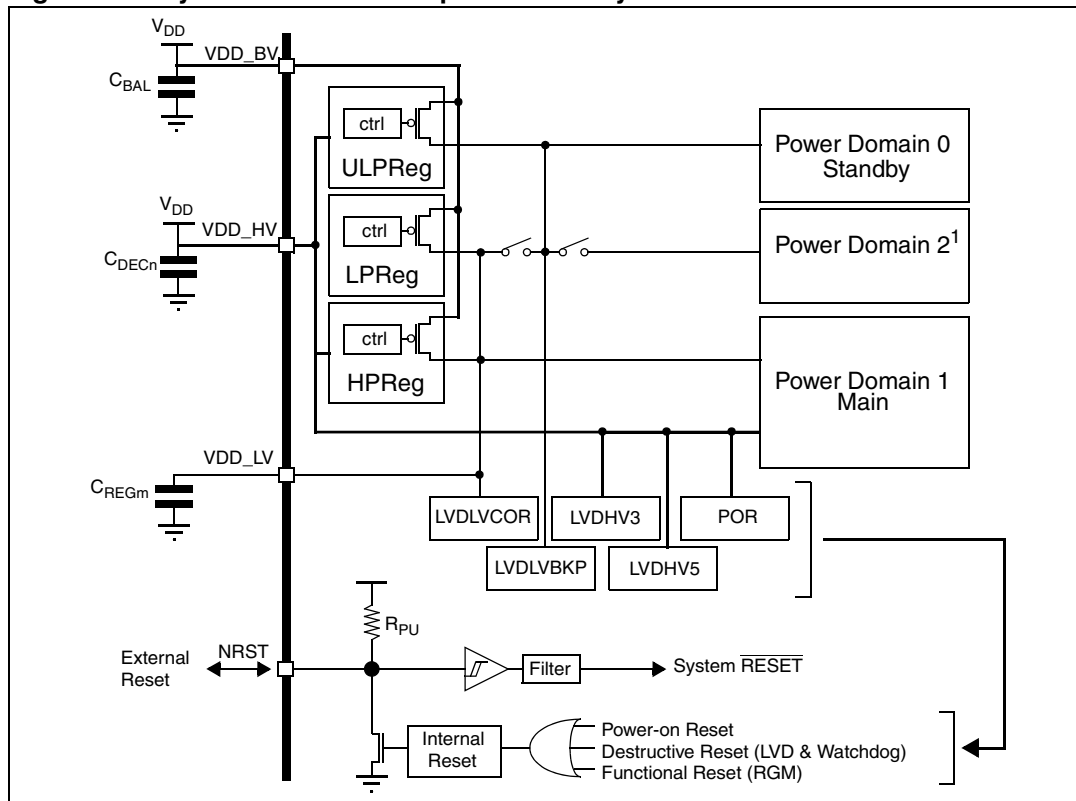 V_DD
VDD_BV
C_BAL
ctrl
ULPReg
Power Domain 0
Standby
V_DD
VDD_HV
C_DECn
ctrl
LPReg
Power Domain 2¹
ctrl
HPReg
Power Domain 1
Main
VDD_LV
C_REGm
LVDLVCOR
LVDHV3
POR
LVDLVBKP
LVDHV5
R_PU
External
Reset
NRST
Filter
System RESET
Internal
Reset
Power-on Reset
Destructive Reset (LVD & Watchdog)
Functional Reset (RGM)